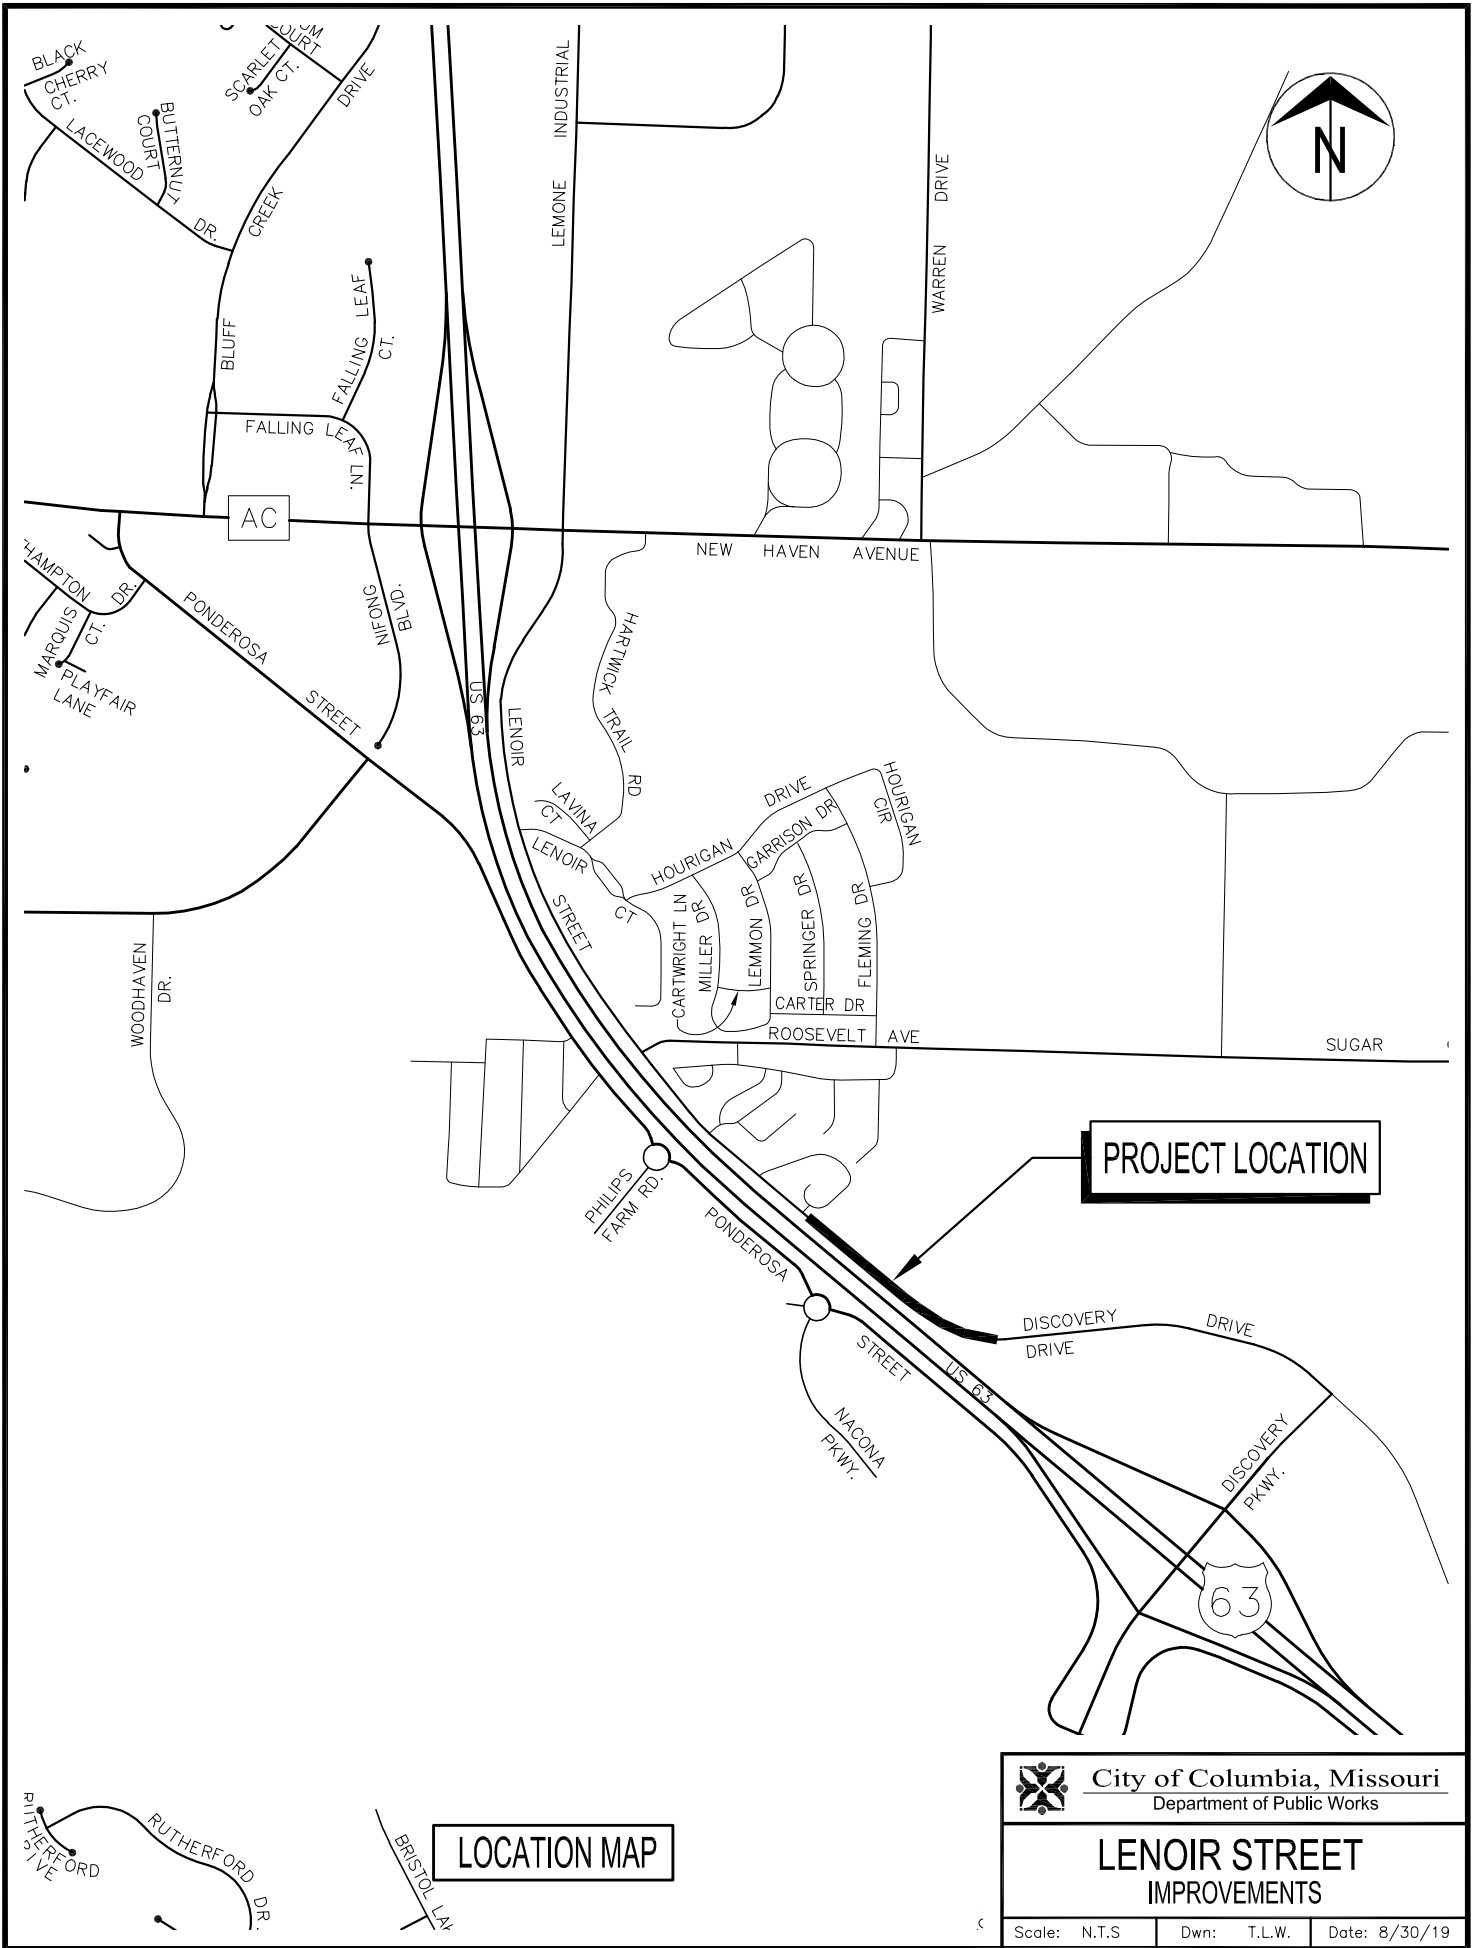 BLACK
CHERRY
CT.
SCARLET
OAK CT.
COURT
BUTTERNUT
COURT
LACEWOOD
DR.
BLUFF
CREEK
DRIVE
FALLING LEAF
CT.
FALLING LEAF LN.
LEMONE INDUSTRIAL
WARREN DRIVE
N
AC
NEW HAVEN AVENUE
DR.
MARQUIS
CT.
PLAYFAIR
LANE
PONDEROSA
STREET
NIFONG
BLVD.
US 63
LENOIR
STREET
HARTWICK TRAIL RD
LAVINA
CT
LENOIR
CT
HOURIGAN
DRIVE
HOURIGAN
CIR
GARRISON DR
CARTWRIGHT LN
MILLER DR
LEMMON DR
SPRINGER DR
FLEMING DR
CARTER DR
ROOSEVELT AVE
SUGAR
WOODHAVEN
DR.
PROJECT LOCATION
PHILIPS
FARM RD.
PONDEROSA
STREET
DISCOVERY
DRIVE
DRIVE
US 63
NACONA
PKWY.
DISCOVERY
PKWY.
63
RUTHERFORD
RUTHERFORD DR.
BRISTOL
LOCATION MAP
City of Columbia, Missouri
Department of Public Works
LENOIR STREET
IMPROVEMENTS
Scale: N.T.S Dwn: T.L.W. Date: 8/30/19